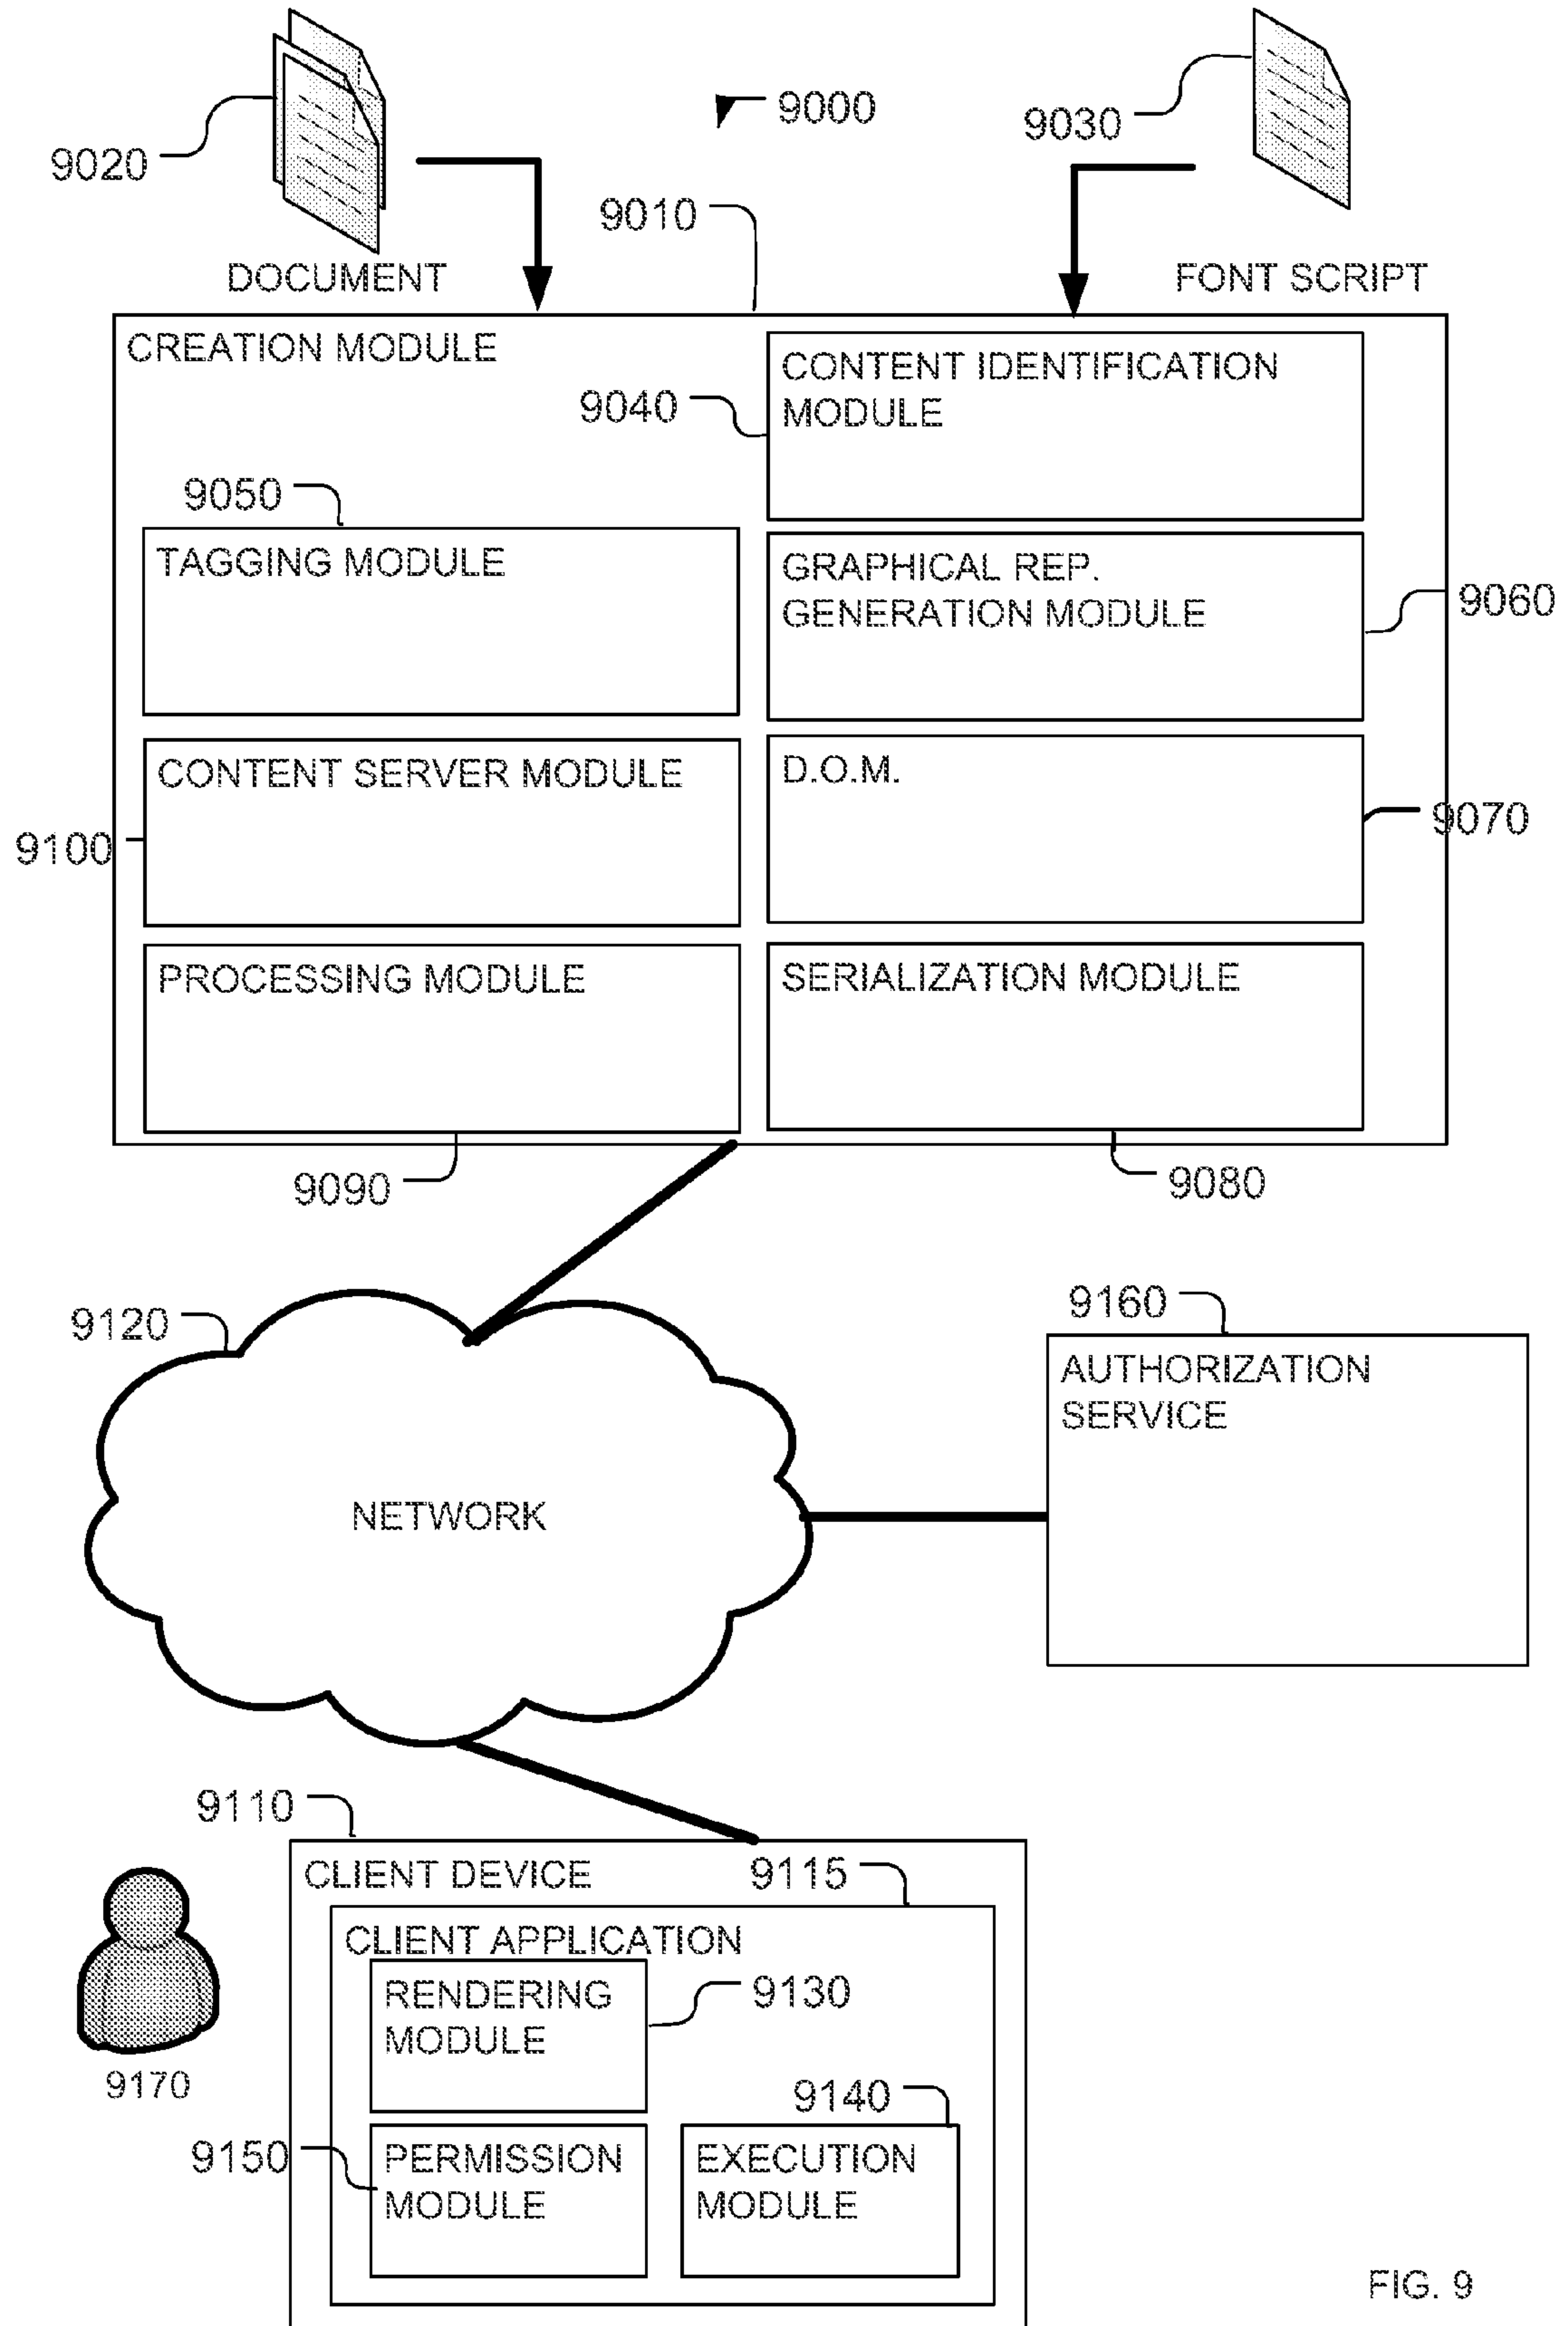 9000
9020
9030
9010
DOCUMENT
FONT SCRIPT
CREATION MODULE
CONTENT IDENTIFICATION
MODULE
9040
9050
TAGGING MODULE
GRAPHICAL REP.
GENERATION MODULE
9060
CONTENT SERVER MODULE
D.O.M.
9100
9070
PROCESSING MODULE
SERIALIZATION MODULE
9090
9080
9120
9160
AUTHORIZATION
SERVICE
NETWORK
9110
CLIENT DEVICE
9115
CLIENT APPLICATION
RENDERING
MODULE
9130
9170
9140
9150
PERMISSION
MODULE
EXECUTION
MODULE
FIG. 9